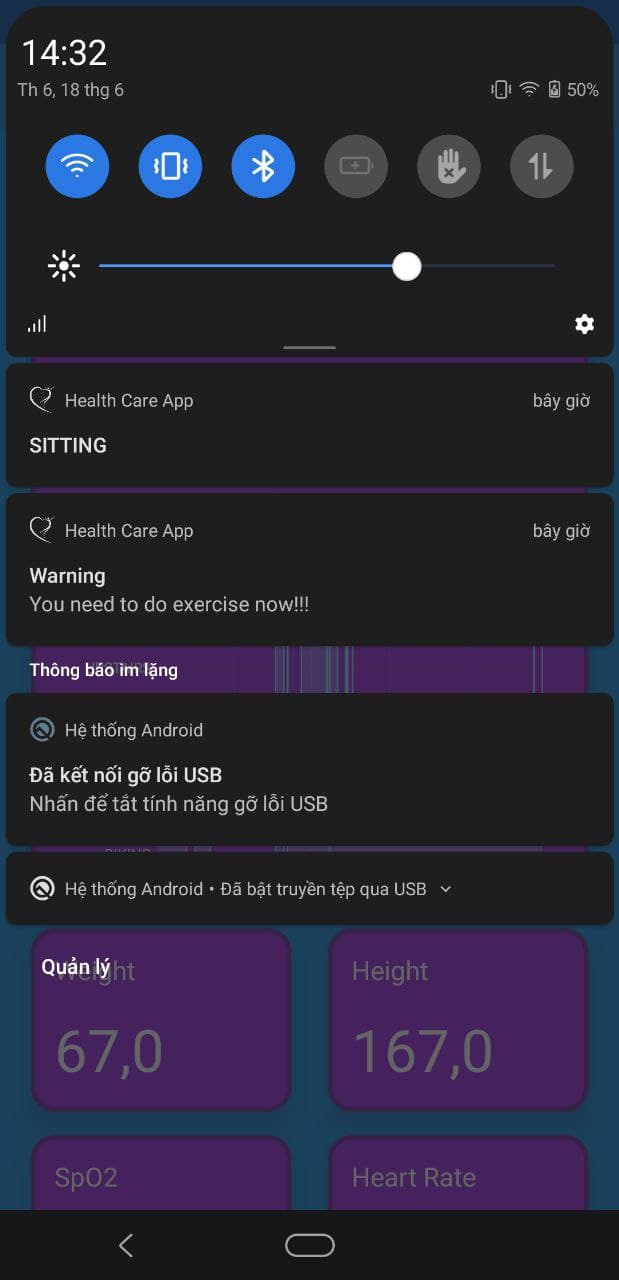 14:32
Th 6, 18 thg 6
50%
Health Care App
bây giờ
SITTING
Health Care App
bây giờ
Warning
You need to do exercise now!!!
Thông báo im lặng
Hệ thống Android
Đã kết nối gỡ lỗi USB
Nhấn để tắt tính năng gỡ lỗi USB
Hệ thống Android • Đã bật truyền tệp qua USB
Quản lý
Weight
Height
67,0
167,0
SpO2
Heart Rate